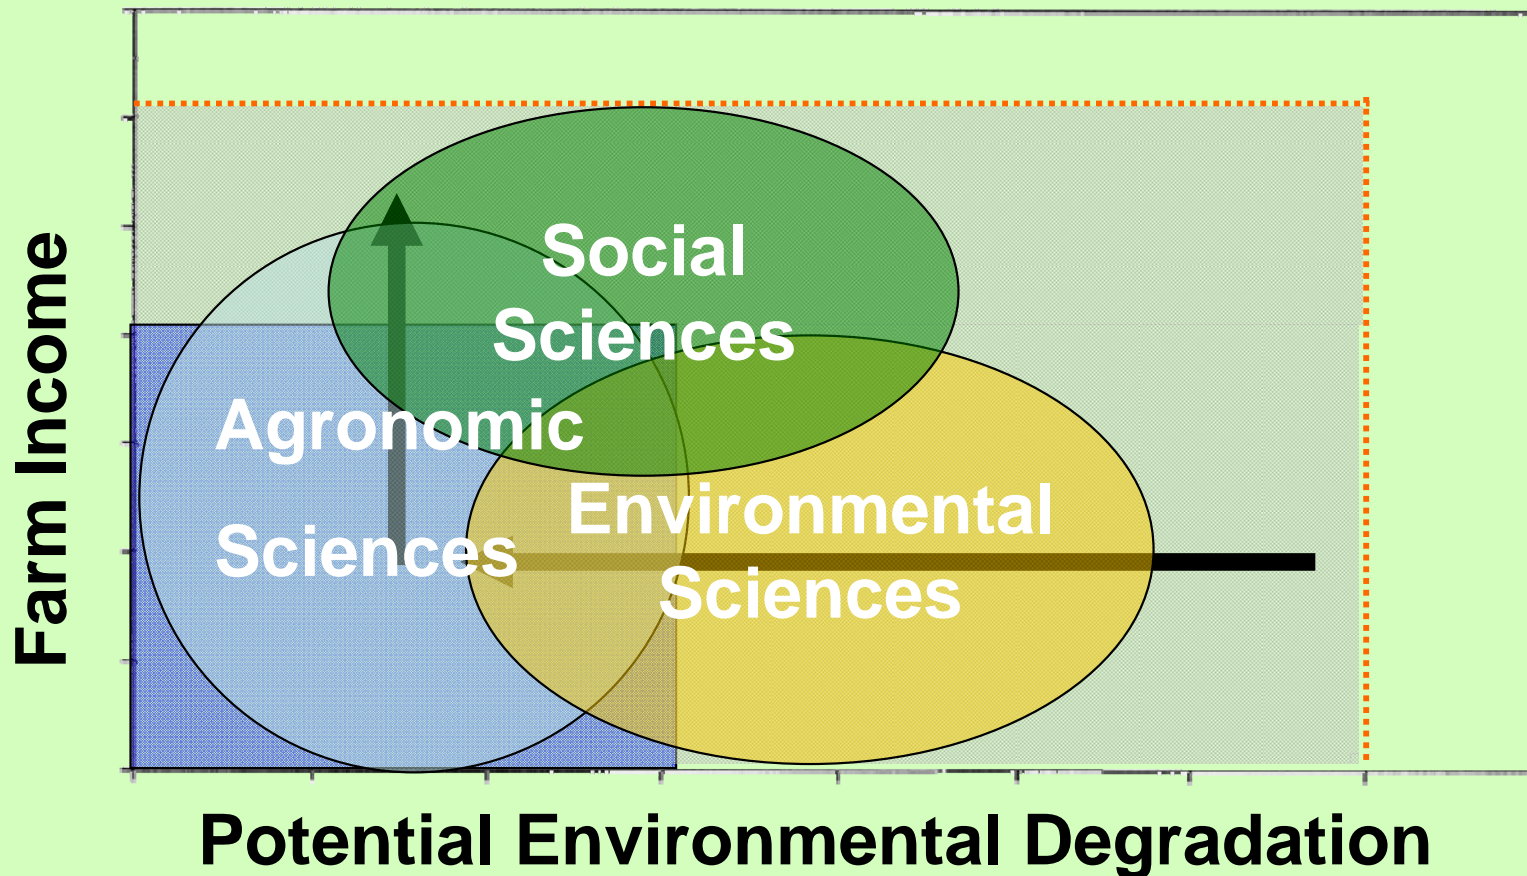 Farm Income
Social
Sciences
Agronomic
Sciences
Environmental
Sciences
Potential Environmental Degradation